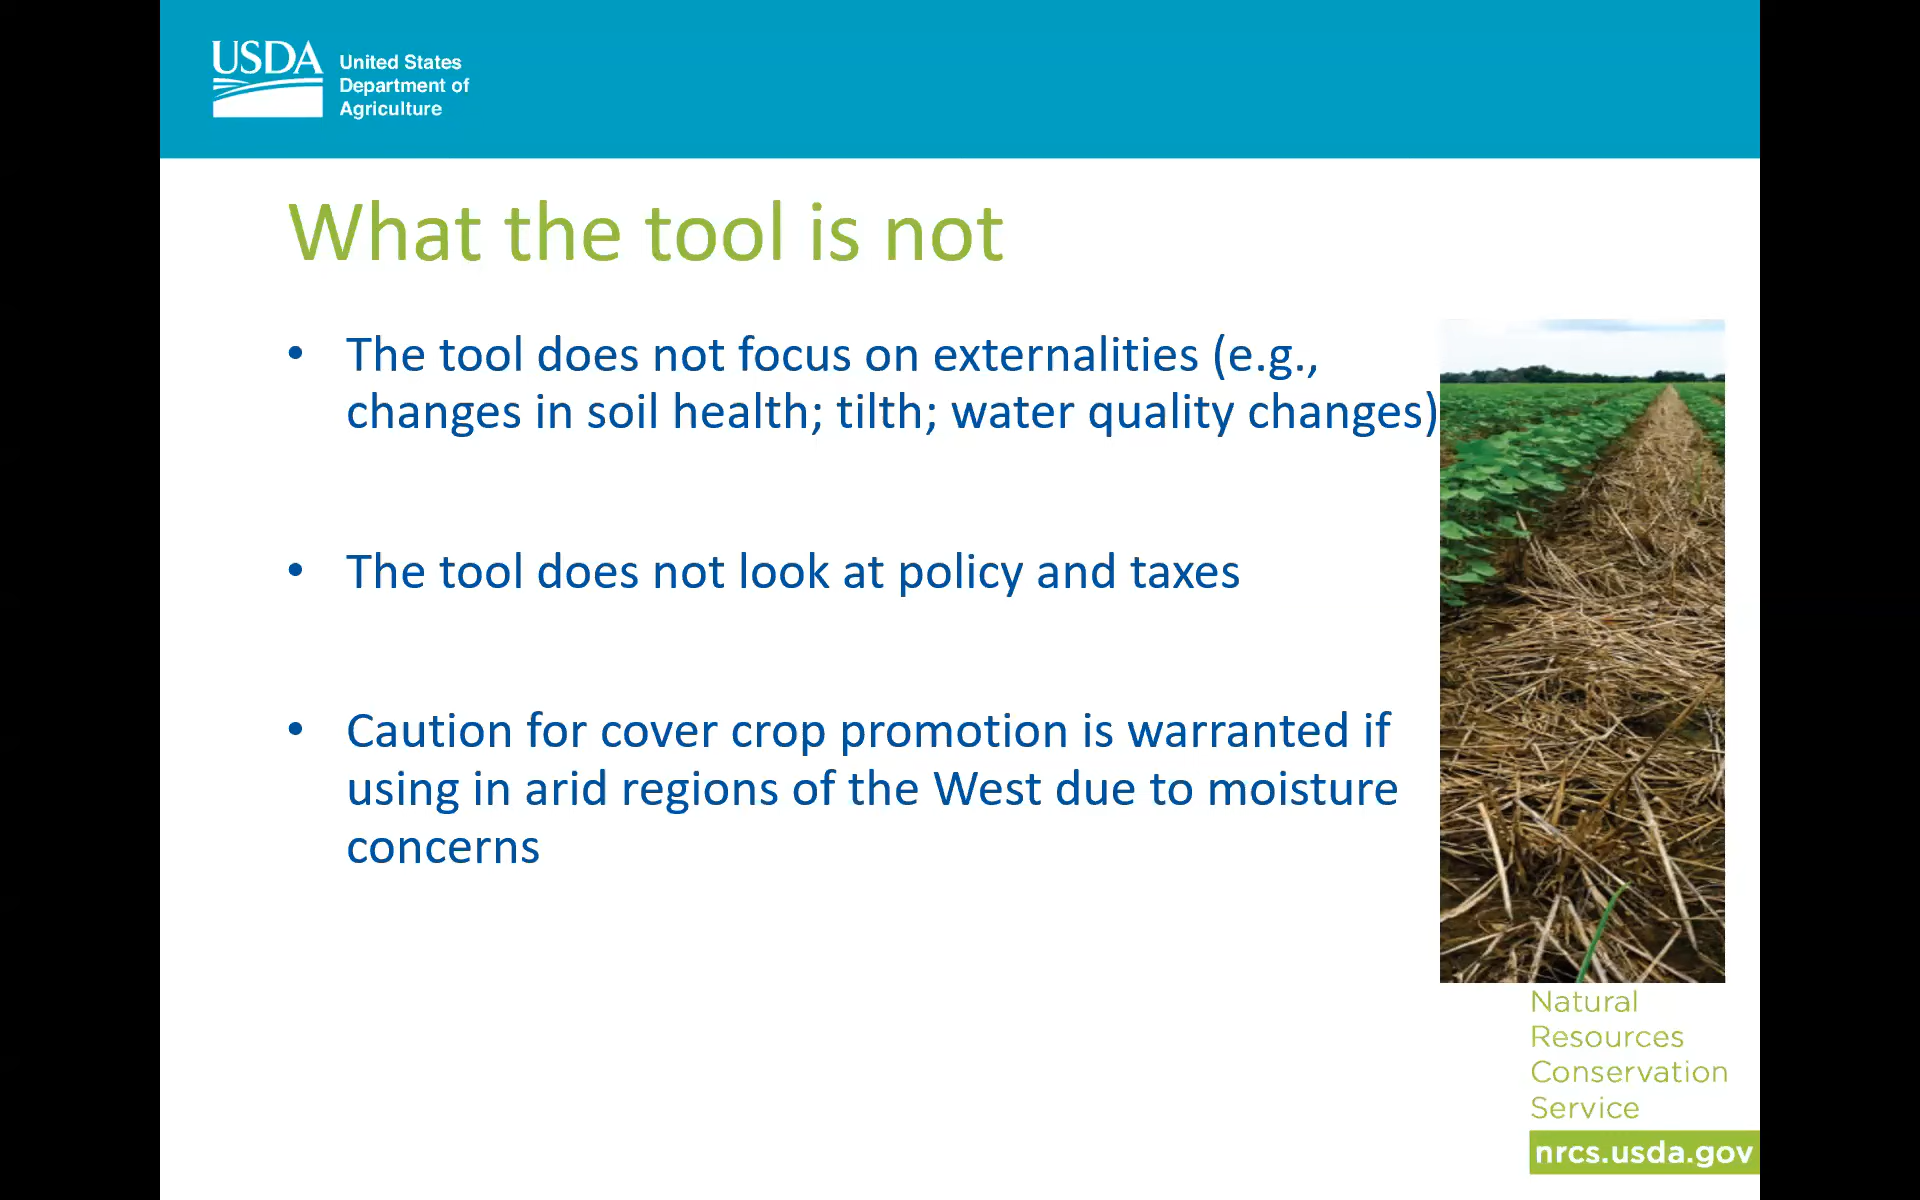 USDA
United States
Department of
Agriculture
What the tool is not
• The tool does not focus on externalities (e.g.,
changes in soil health; tilth; water quality changes)
• The tool does not look at policy and taxes
• Caution for cover crop promotion is warranted if
using in arid regions of the West due to moisture
concerns
Natural
Resources
Conservation
Service
nrcs.usda.gov